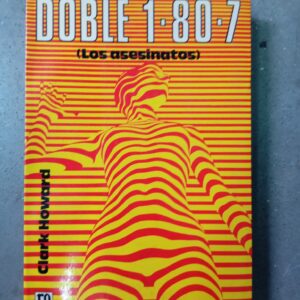 DOBLE 1·80·7
(Los asesinatos)
Clark Howard